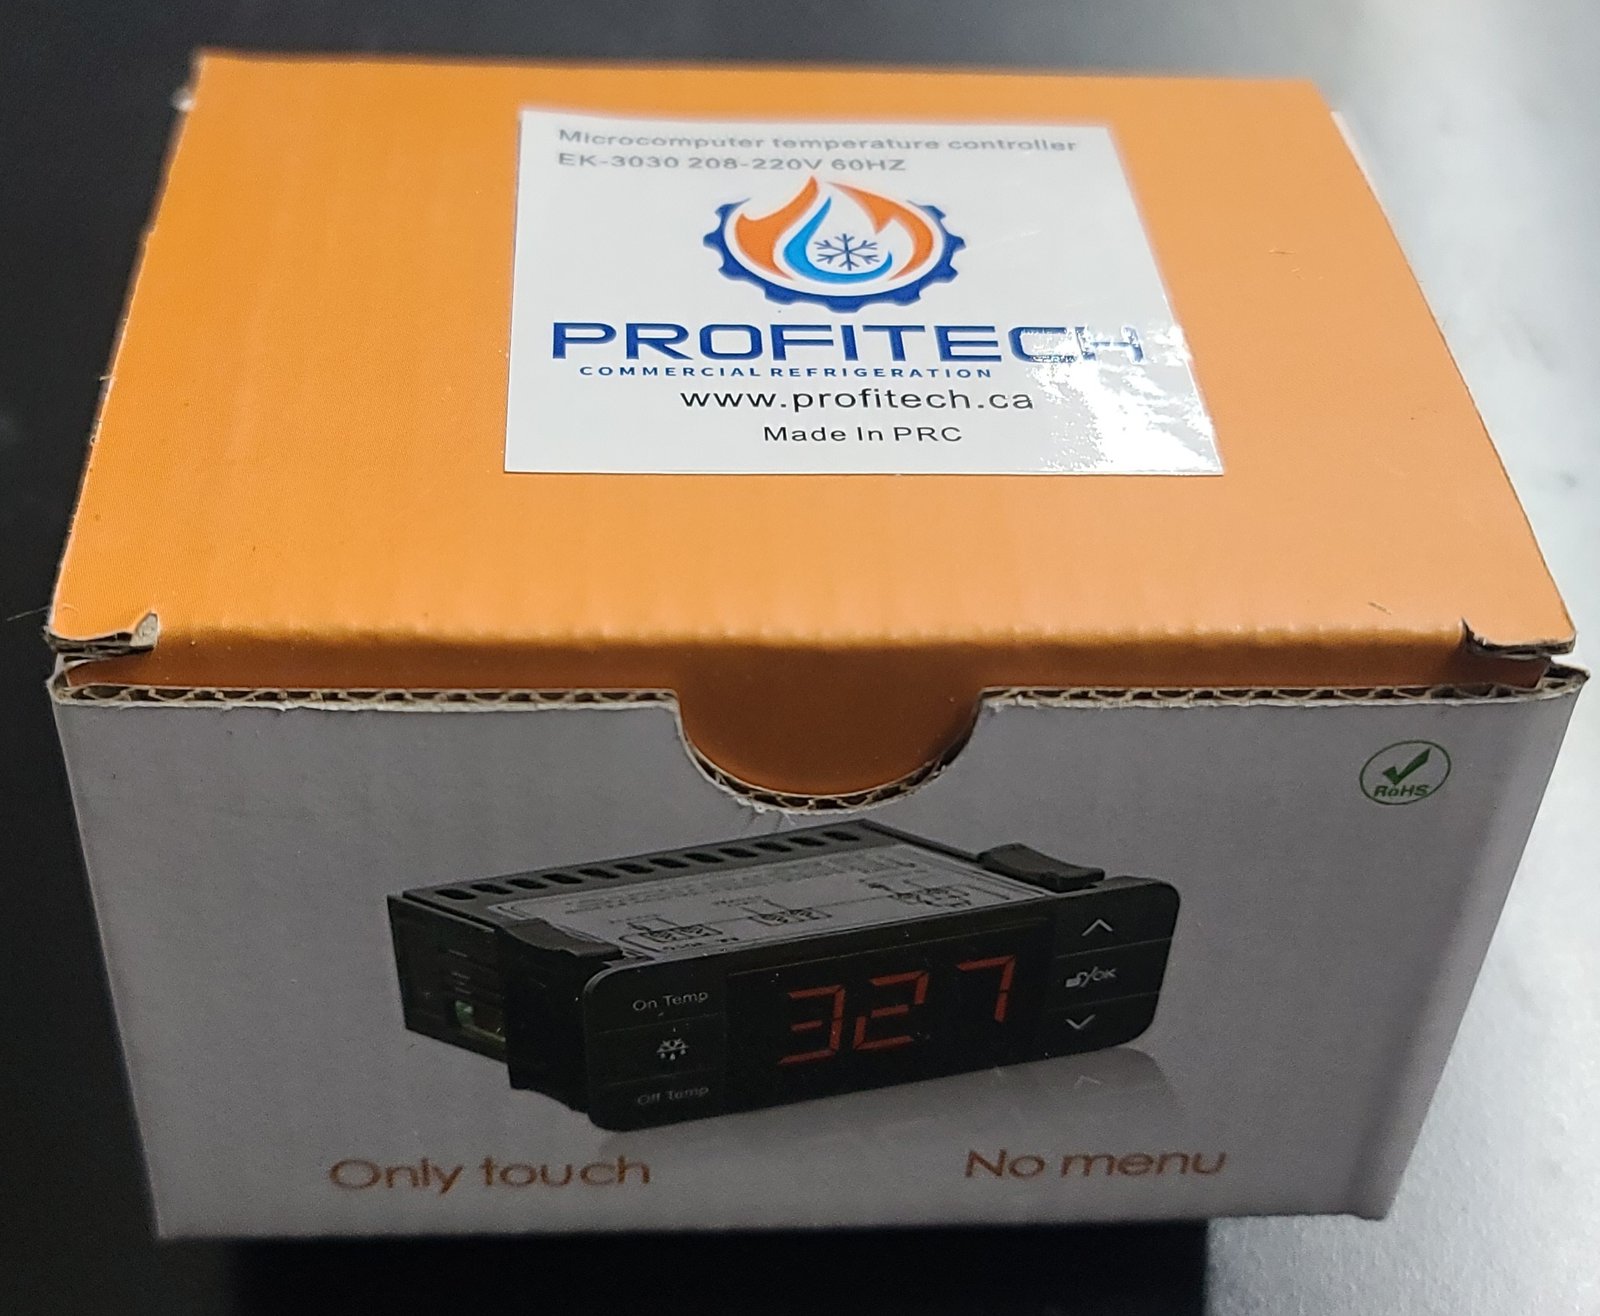 Microcomputer temperature controller
EK-3030 208-220V 60HZ
PROFITECH
COMMERCIAL REFRIGERATION
www.profitech.ca
Made In PRC
RoHS
On Temp
327
/OK
Off Temp
Only touch
No menu